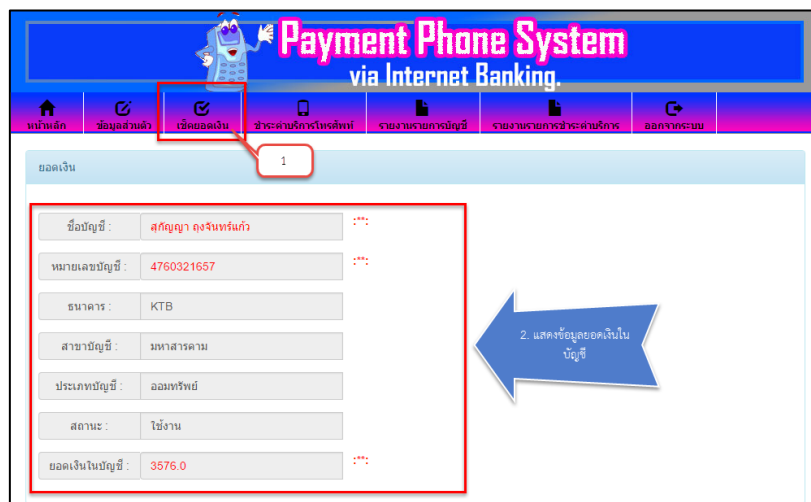 Payment Phone System
via Internet Banking.
หน้าหลัก
ข้อมูลส่วนตัว
เช็คยอดเงิน
ชำระค่าบริการโทรศัพท์
รายงานรายการบัญชี
รายงานรายการชำระค่าบริการ
ออกจากระบบ
1
ยอดเงิน
ชื่อบัญชี : สุกัญญา ถุงจันทร์แก้ว :**:
หมายเลขบัญชี : 4760321657 :**:
ธนาคาร : KTB
สาขาบัญชี : มหาสารคาม
ประเภทบัญชี : ออมทรัพย์
สถานะ : ใช้งาน
ยอดเงินในบัญชี : 3576.0 :**:
2. แสดงข้อมูลยอดเงินใน
บัญชี